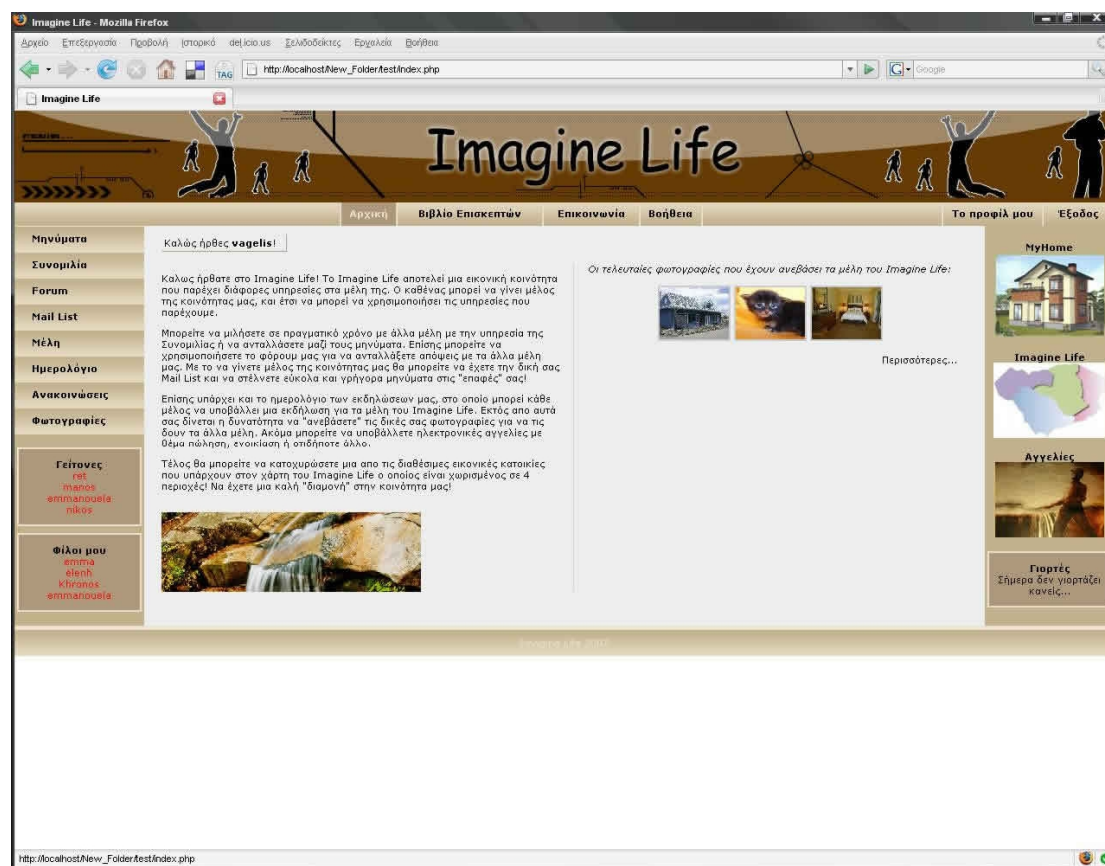 Imagine Life - Mozilla Firefox
Αρχείο Επεξεργασία Προβολή Ιστορικό del.icio.us Σελιδοδείκτες Εργαλεία Βοήθεια
TAG http://localhost/New_Folder/test/index.php G Google
Imagine Life
Imagine Life
Αρχική Βιβλίο Επισκεπτών Επικοινωνία Βοήθεια Το προφίλ μου Έξοδος
Μηνύματα
Συνομιλία
Forum
Mail List
Μέλη
Ημερολόγιο
Ανακοινώσεις
Φωτογραφίες
Γείτονες
ret
manos
emmanouela
nikos
Φίλοι μου
emma
elenh
Khronos
emmanouela
Καλώς ήρθες vagelis!
Καλως ήρθατε στο Imagine Life! Το Imagine Life αποτελεί μια εικονική κοινότητα
που παρέχει διάφορες υπηρεσίες στα μέλη της. Ο καθένας μπορεί να γίνει μέλος
της κοινότητας μας, και έτσι να μπορεί να χρησιμοποιήσει τις υπηρεσίες που
παρέχουμε.
Μπορείτε να μιλήσετε σε πραγματικό χρόνο με άλλα μέλη με την υπηρεσία της
Συνομιλίας ή να ανταλλάσετε μαζί τους μηνύματα. Επίσης μπορείτε να
χρησιμοποιήσετε το φόρουμ μας για να ανταλλάξετε απόψεις με τα άλλα μέλη
μας. Με το να γίνετε μέλος της κοινότητας μας θα μπορείτε να έχετε την δική σας
Mail List και να στέλνετε εύκολα και γρήγορα μηνύματα στις "επαφές" σας!
Επίσης υπάρχει και το ημερολόγιο των εκδηλώσεων μας, στο οποίο μπορεί κάθε
μέλος να υποβάλλει μια εκδήλωση για τα μέλη του Imagine Life. Εκτός απο αυτά
σας δίνεται η δυνατότητα να "ανεβάσετε" τις δικές σας φωτογραφίες για να τις
δουν τα άλλα μέλη. Ακόμα μπορείτε να υποβάλλετε ηλεκτρονικές αγγελίες με
θέμα πώληση, ενοικίαση ή οτιδήποτε άλλο.
Τέλος θα μπορείτε να κατοχυρώσετε μια απο τις διαθέσιμες εικονικές κατοικίες
που υπάρχουν στον χάρτη του Imagine Life ο οποίος είναι χωρισμένος σε 4
περιοχές! Να έχετε μια καλή "διαμονή" στην κοινότητα μας!
Οι τελευταίες φωτογραφίες που έχουν ανεβάσει τα μέλη του Imagine Life:
Περισσότερες...
MyHome
Imagine Life
Αγγελίες
Γιορτές
Σήμερα δεν γιορτάζει
κανείς...
Imagine Life 2007
http://localhost/New_Folder/test/index.php